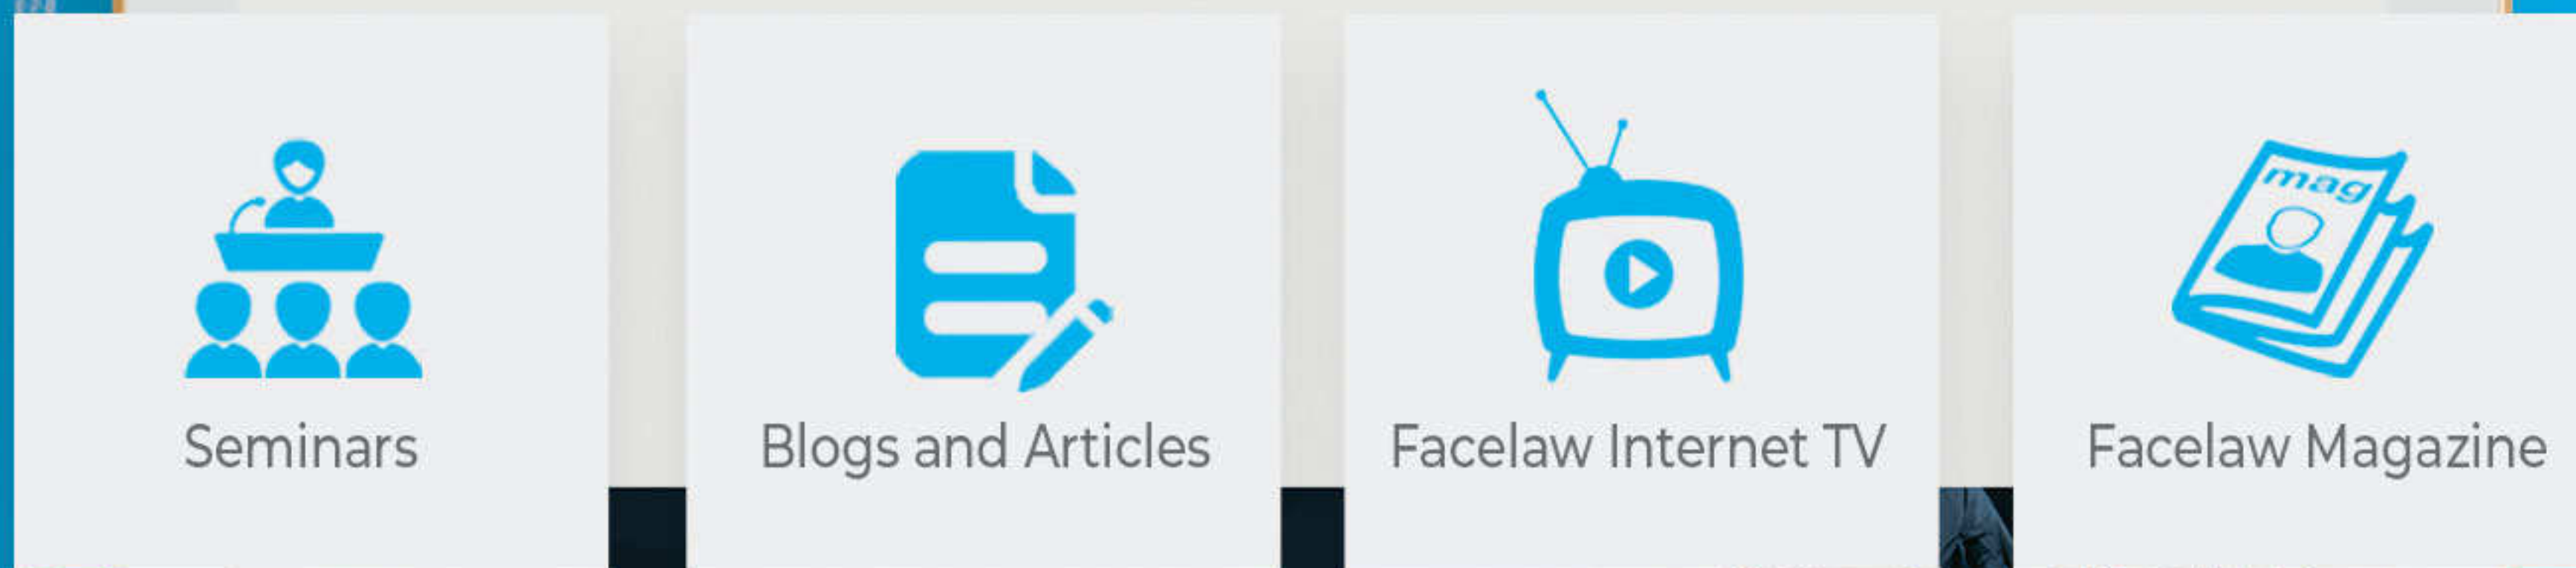 mag
Seminars
Blogs and Articles
Facelaw Internet TV
Facelaw Magazine